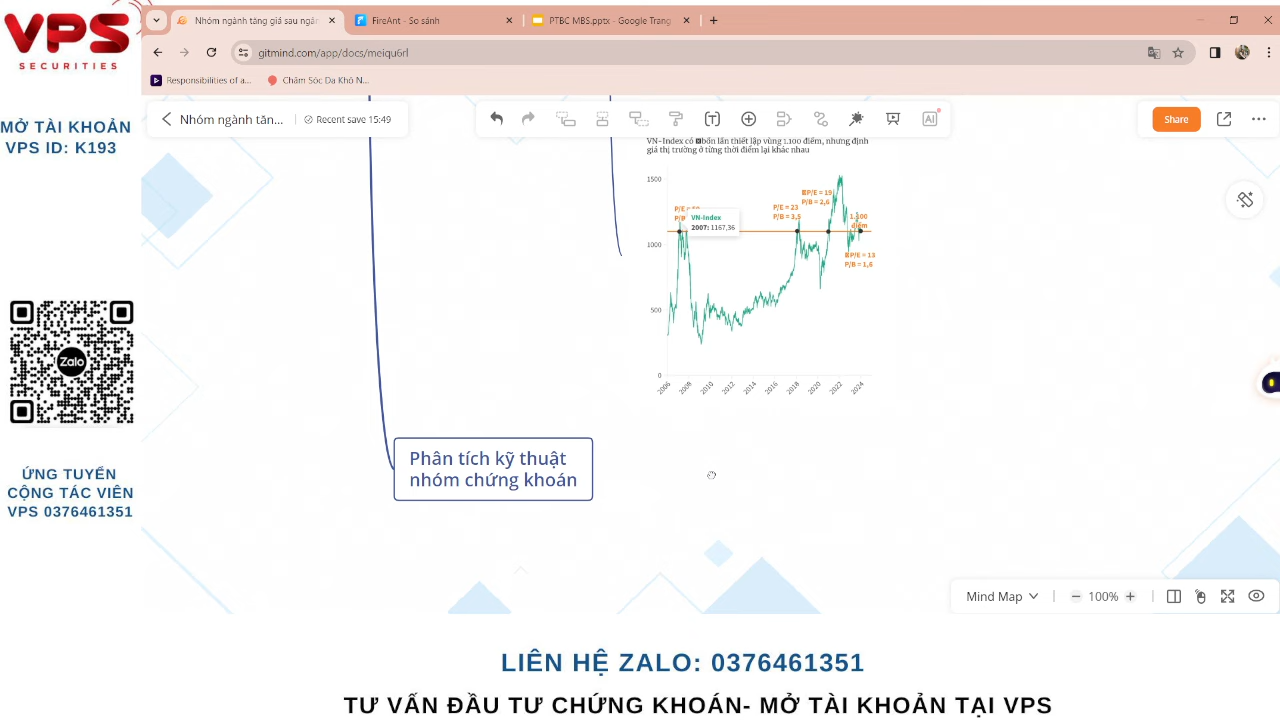 VPS
SECURITIES
MỞ TÀI KHOẢN
VPS ID: K193
Zalo
ỨNG TUYỂN
CỘNG TÁC VIÊN
VPS 0376461351
Nhóm ngành tăng giá sau ngàn
FireAnt - So sánh
PTBC MBS.pptx - Google Trang
gitmind.com/app/docs/meiqu6rl
Responsibilities of a...
Chăm Sóc Da Khô N...
Nhóm ngành tăn...
Recent save 15:49
AI
Share
VN-Index có bốn lần thiết lập vùng 1.100 điểm, nhưng định
giá thị trường ở từng thời điểm lại khác nhau
1500
1000
500
0
2006
2008
2010
2012
2014
2016
2018
2020
2022
2024
VN-Index
2007: 1167,36
P/E = 23
P/B = 3,5
P/E = 19
P/B = 2,6
1.100
điểm
P/E = 13
P/B = 1,6
Phân tích kỹ thuật
nhóm chứng khoán
Mind Map
100%
LIÊN HỆ ZALO: 0376461351
TƯ VẤN ĐẦU TƯ CHỨNG KHOÁN- MỞ TÀI KHOẢN TẠI VPS